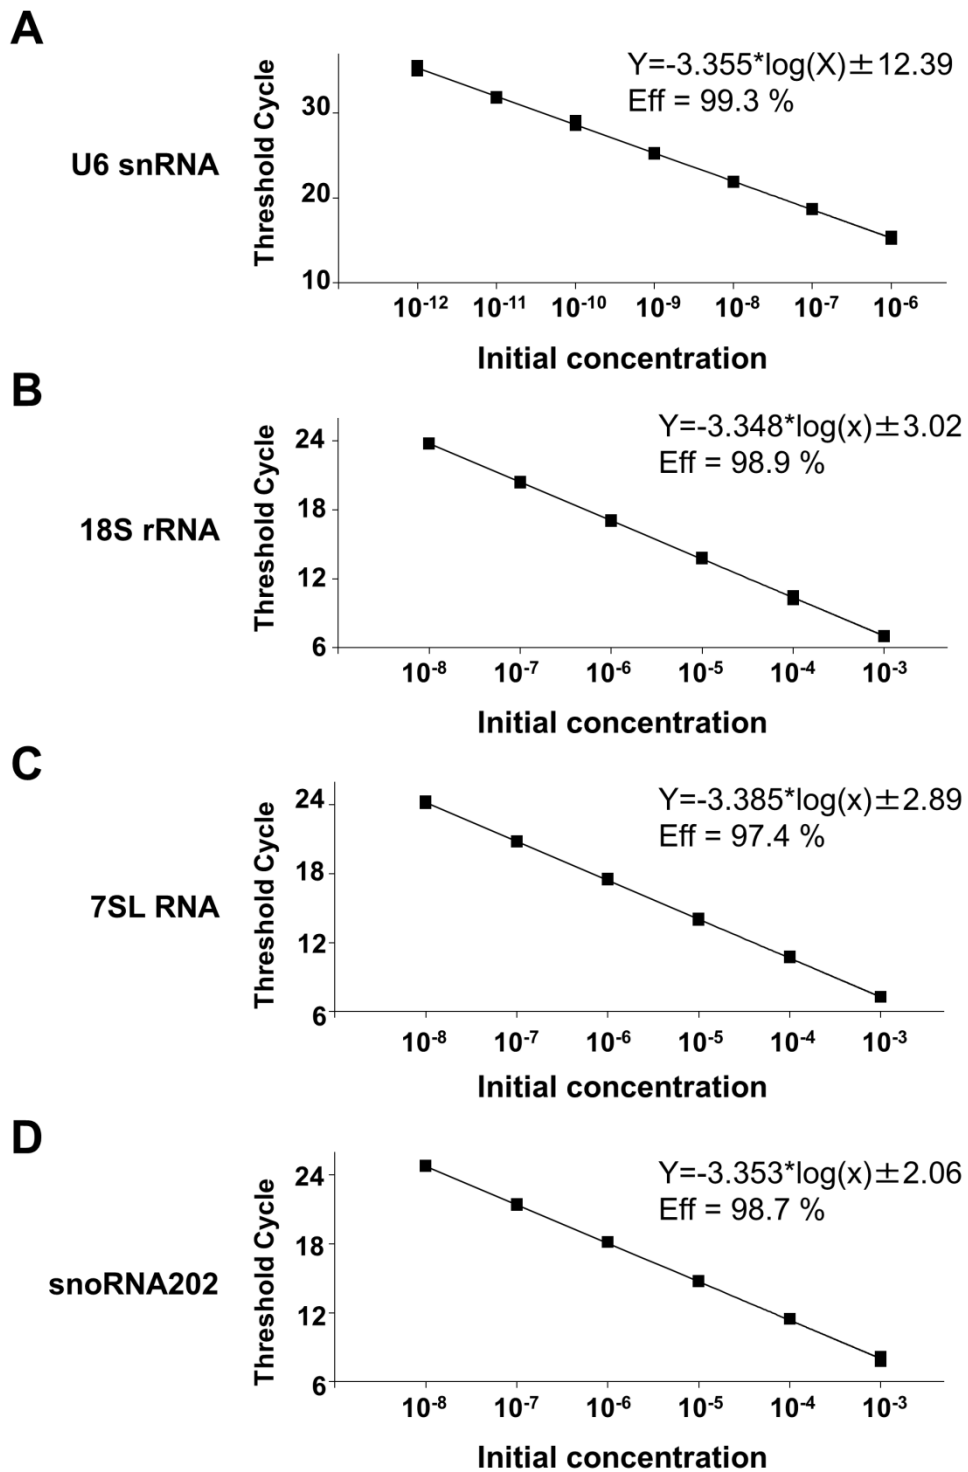 A
Y=-3.355*log(X)±12.39
Eff = 99.3 %
U6 snRNA
Threshold Cycle
30
20
10
10-12 10-11 10-10 10-9 10-8 10-7 10-6
Initial concentration
B
Y=-3.348*log(x)±3.02
Eff = 98.9 %
18S rRNA
Threshold Cycle
24
18
12
6
10-8 10-7 10-6 10-5 10-4 10-3
Initial concentration
C
Y=-3.385*log(x)±2.89
Eff = 97.4 %
7SL RNA
Threshold Cycle
24
18
12
6
10-8 10-7 10-6 10-5 10-4 10-3
Initial concentration
D
Y=-3.353*log(x)±2.06
Eff = 98.7 %
snoRNA202
Threshold Cycle
24
18
12
6
10-8 10-7 10-6 10-5 10-4 10-3
Initial concentration